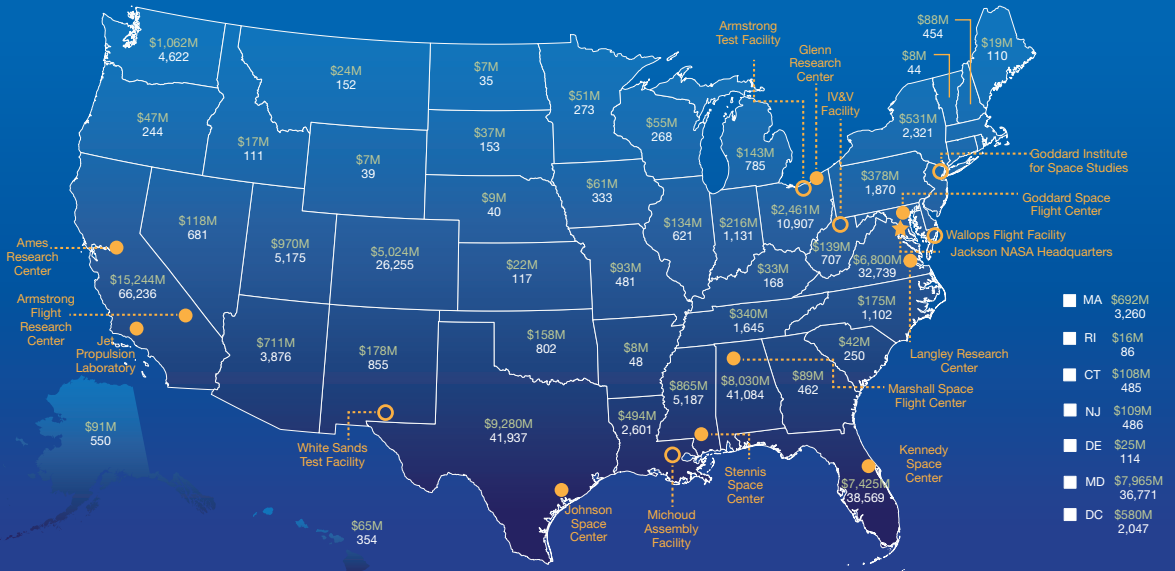 $88M
454
Armstrong
Test Facility
$1,062M
4,622
$19M
110
Glenn
Research
Center
$8M
44
$24M
152
$7M
35
IV&V
Facility
$51M
273
$47M
244
$55M
268
$531M
2,321
$17M
111
$37M
153
$143M
785
Goddard Institute
for Space Studies
$7M
39
$378M
1,870
$61M
333
$9M
40
Goddard Space
Flight Center
$2,461M
10,907
$118M
681
$134M
621
$216M
1,131
Wallops Flight Facility
Ames
Research
Center
$970M
5,175
$5,024M
26,255
$139M
707
Jackson NASA Headquarters
$6,800M
32,739
$22M
117
$93M
481
$33M
168
$15,244M
66,236
MA $692M
3,260
Armstrong
Flight
Research
Center
$175M
1,102
$340M
1,645
RI $16M
86
Jet
Propulsion
Laboratory
$711M
3,876
$178M
855
$158M
802
$8M
48
$42M
250
Langley Research
Center
CT $108M
485
$865M
5,187
$8,030M
41,084
$89M
462
Marshall Space
Flight Center
NJ $109M
486
$91M
550
$9,280M
41,937
$494M
2,601
White Sands
Test Facility
DE $25M
114
Kennedy
Space
Center
Stennis
Space
Center
MD $7,965M
36,771
$7,425M
38,569
Johnson
Space
Center
Michoud
Assembly
Facility
DC $580M
2,047
$65M
354